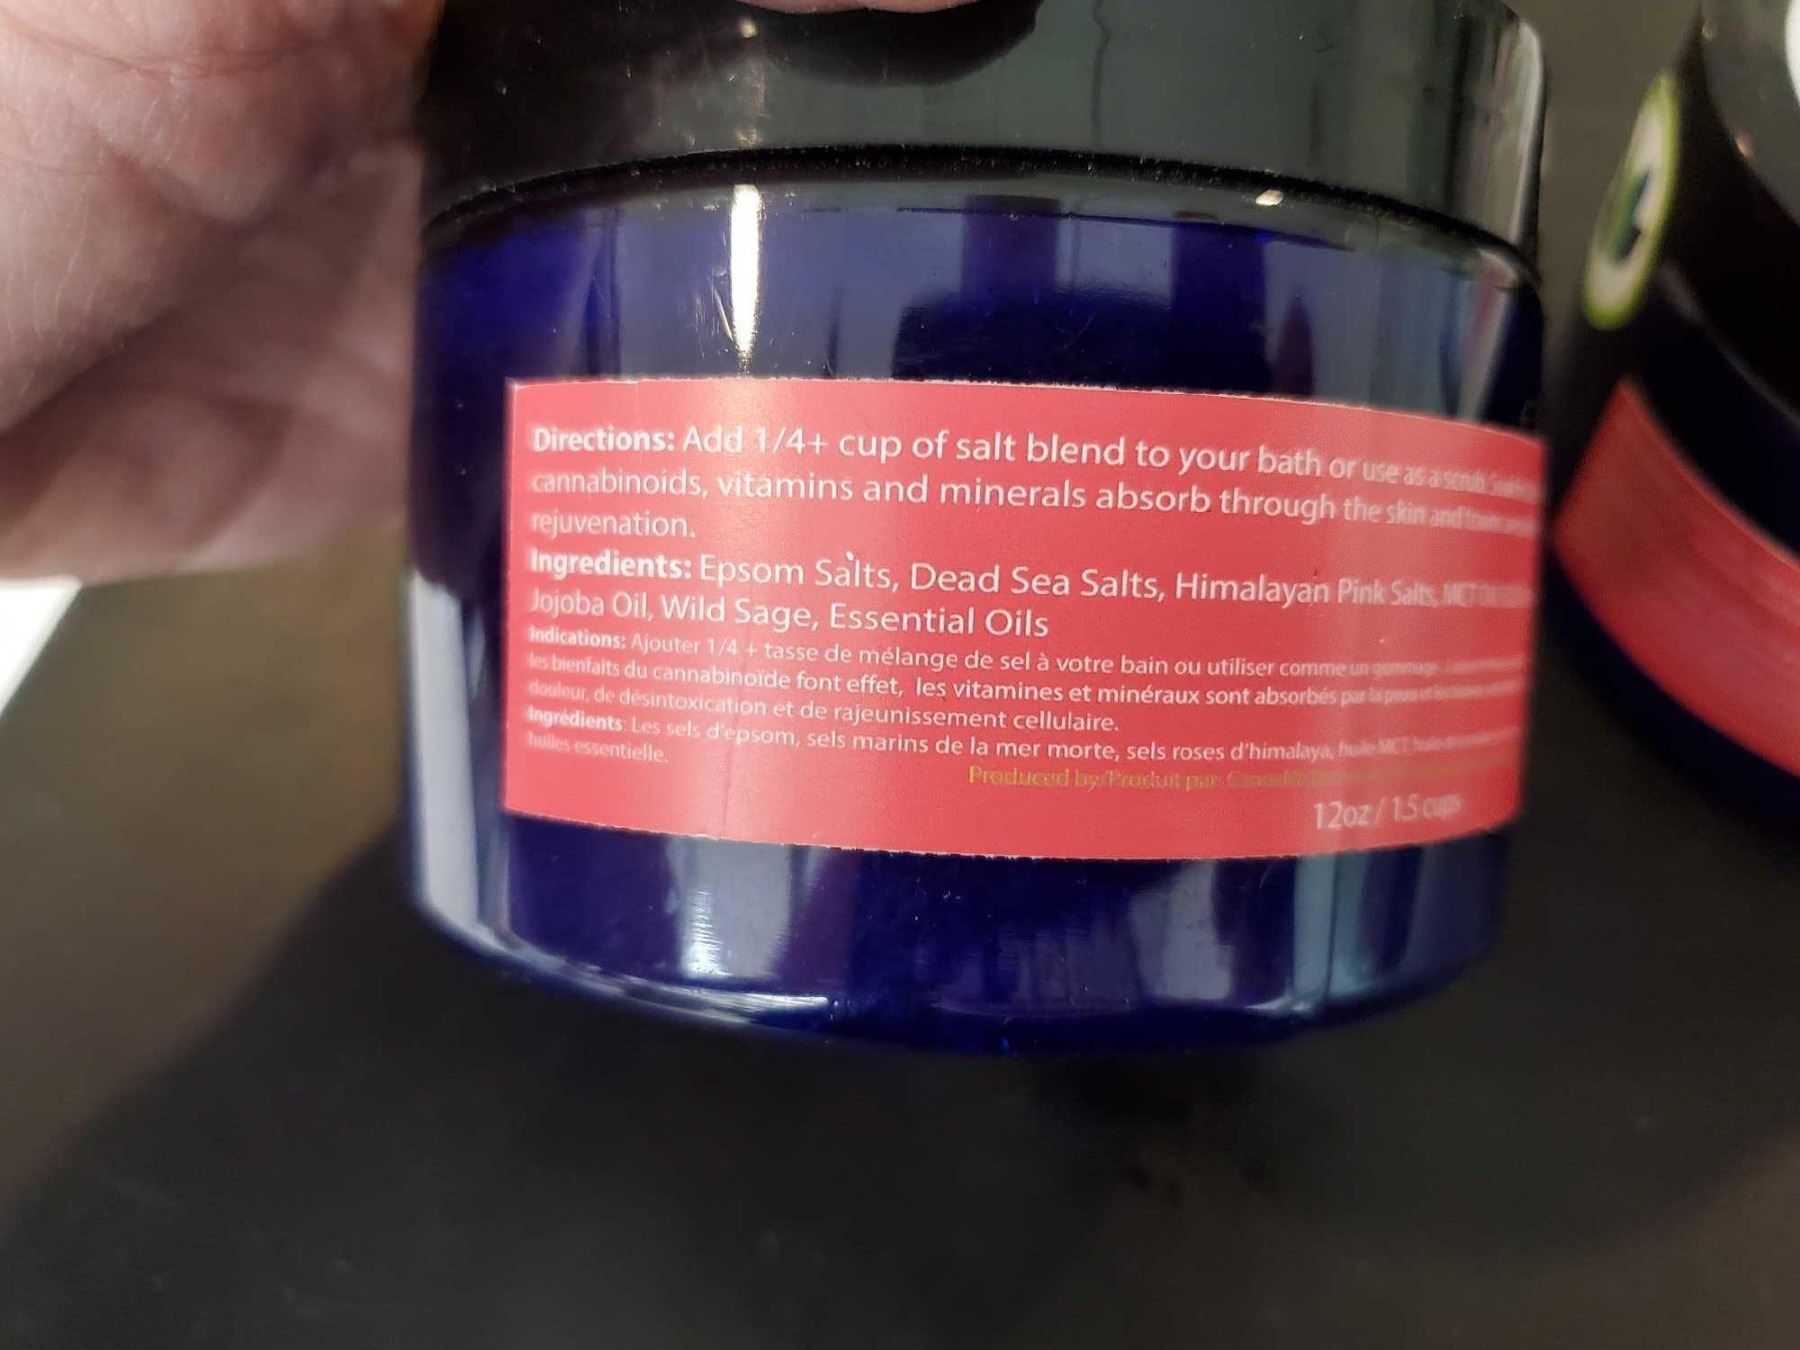 Directions: Add 1/4+ cup of salt blend to your bath or use as a scrub.
cannabinoids, vitamins and minerals absorb through the skin and
rejuvenation.
Ingredients: Epsom Salts, Dead Sea Salts, Himalayan Pink Salts, MCT
Jojoba Oil, Wild Sage, Essential Oils
Indications: Ajouter 1/4 + tasse de mélange de sel à votre bain ou utiliser comme un gommage.
les bienfaits du cannabinoïde font effet, les vitamines et minéraux sont absorbés par la peau et
douleur, de désintoxication et de rajeunissement cellulaire.
Ingrédients: Les sels d'epsom, sels marins de la mer morte, sels roses d'himalaya, huile MCT,
huiles essentielle.
Produced by/Produit par:
12oz / 1.5 cups